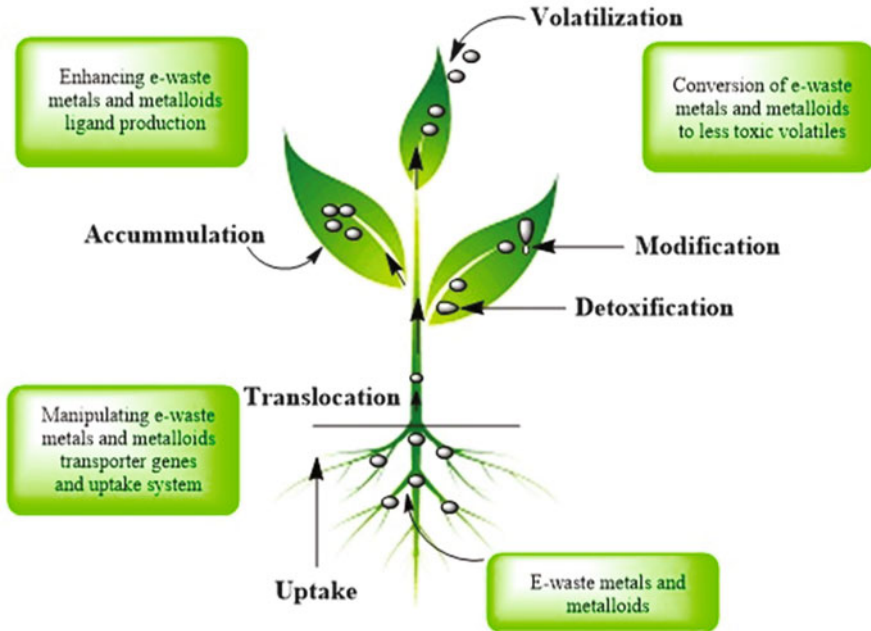 Volatilization
Enhancing e-waste
metals and metalloids
ligand production
Conversion of e-waste
metals and metalloids
to less toxic volatiles
Accummulation
Modification
Detoxification
Translocation
Manipulating e-waste
metals and metalloids
transporter genes
and uptake system
Uptake
E-waste metals and
metalloids